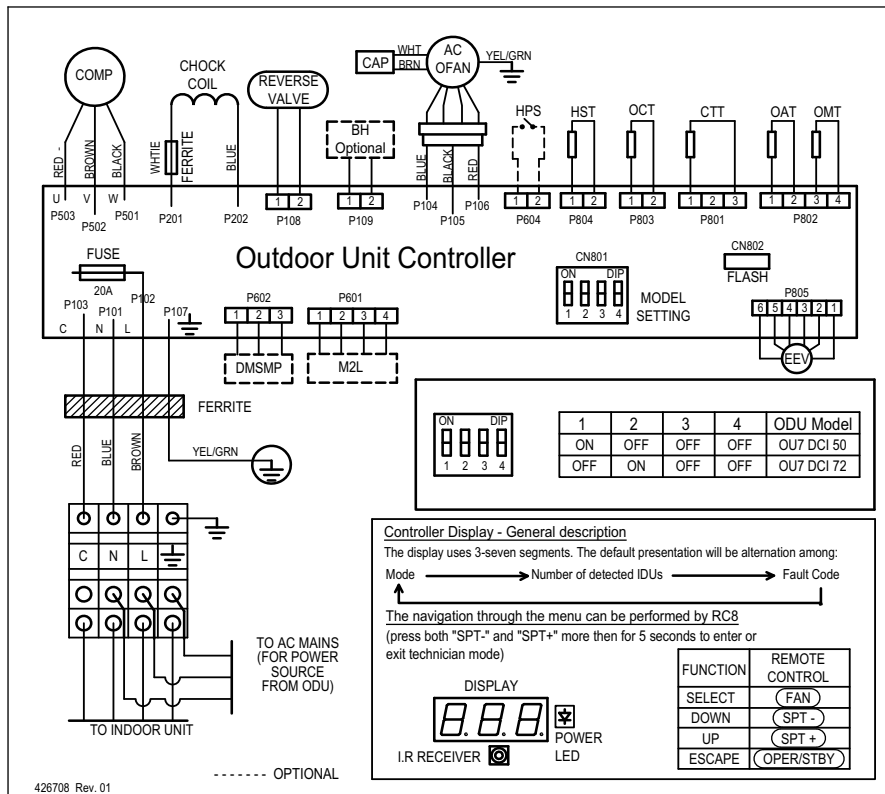 COMP
CHOCK
COIL
REVERSE
VALVE
CAP
WHT
BRN
AC
OFAN
YEL/GRN
BH
Optional
HPS
HST
OCT
CTT
OAT
OMT
RED -
BROWN
BLACK
WHTIE
FERRITE
BLUE
BLUE
BLACK
RED
U V W
P503
P502
P501
P201
P202
1 2
P108
1 2
P109
P104
P105
P106
1 2
P604
1 2
P804
1 2
P803
1 2 3
P801
1 2 3 4
P802
FUSE
20A
Outdoor Unit Controller
CN801
ON DIP
1 2 3 4
MODEL
SETTING
CN802
FLASH
P103
P101
P102
P107
C N L
P602
1 2 3
DMSMP
P601
1 2 3 4
M2L
P805
6 5 4 3 2 1
EEV
FERRITE
RED
BLUE
BROWN
YEL/GRN
ON DIP
1 2 3 4
1 2 3 4 ODU Model
ON OFF OFF OFF OU7 DCI 50
OFF ON OFF OFF OU7 DCI 72
C N L
TO AC MAINS
(FOR POWER
SOURCE
FROM ODU)
TO INDOOR UNIT
------- OPTIONAL
426708 Rev. 01
Controller Display - General description
The display uses 3-seven segments. The default presentation will be alternation among:
Mode Number of detected IDUs Fault Code
The navigation through the menu can be performed by RC8
(press both "SPT-" and "SPT+" more then for 5 seconds to enter or
exit technician mode)
DISPLAY
8.8.8.
POWER
LED
I.R RECEIVER
FUNCTION REMOTE
CONTROL
SELECT FAN
DOWN SPT -
UP SPT +
ESCAPE OPER/STBY